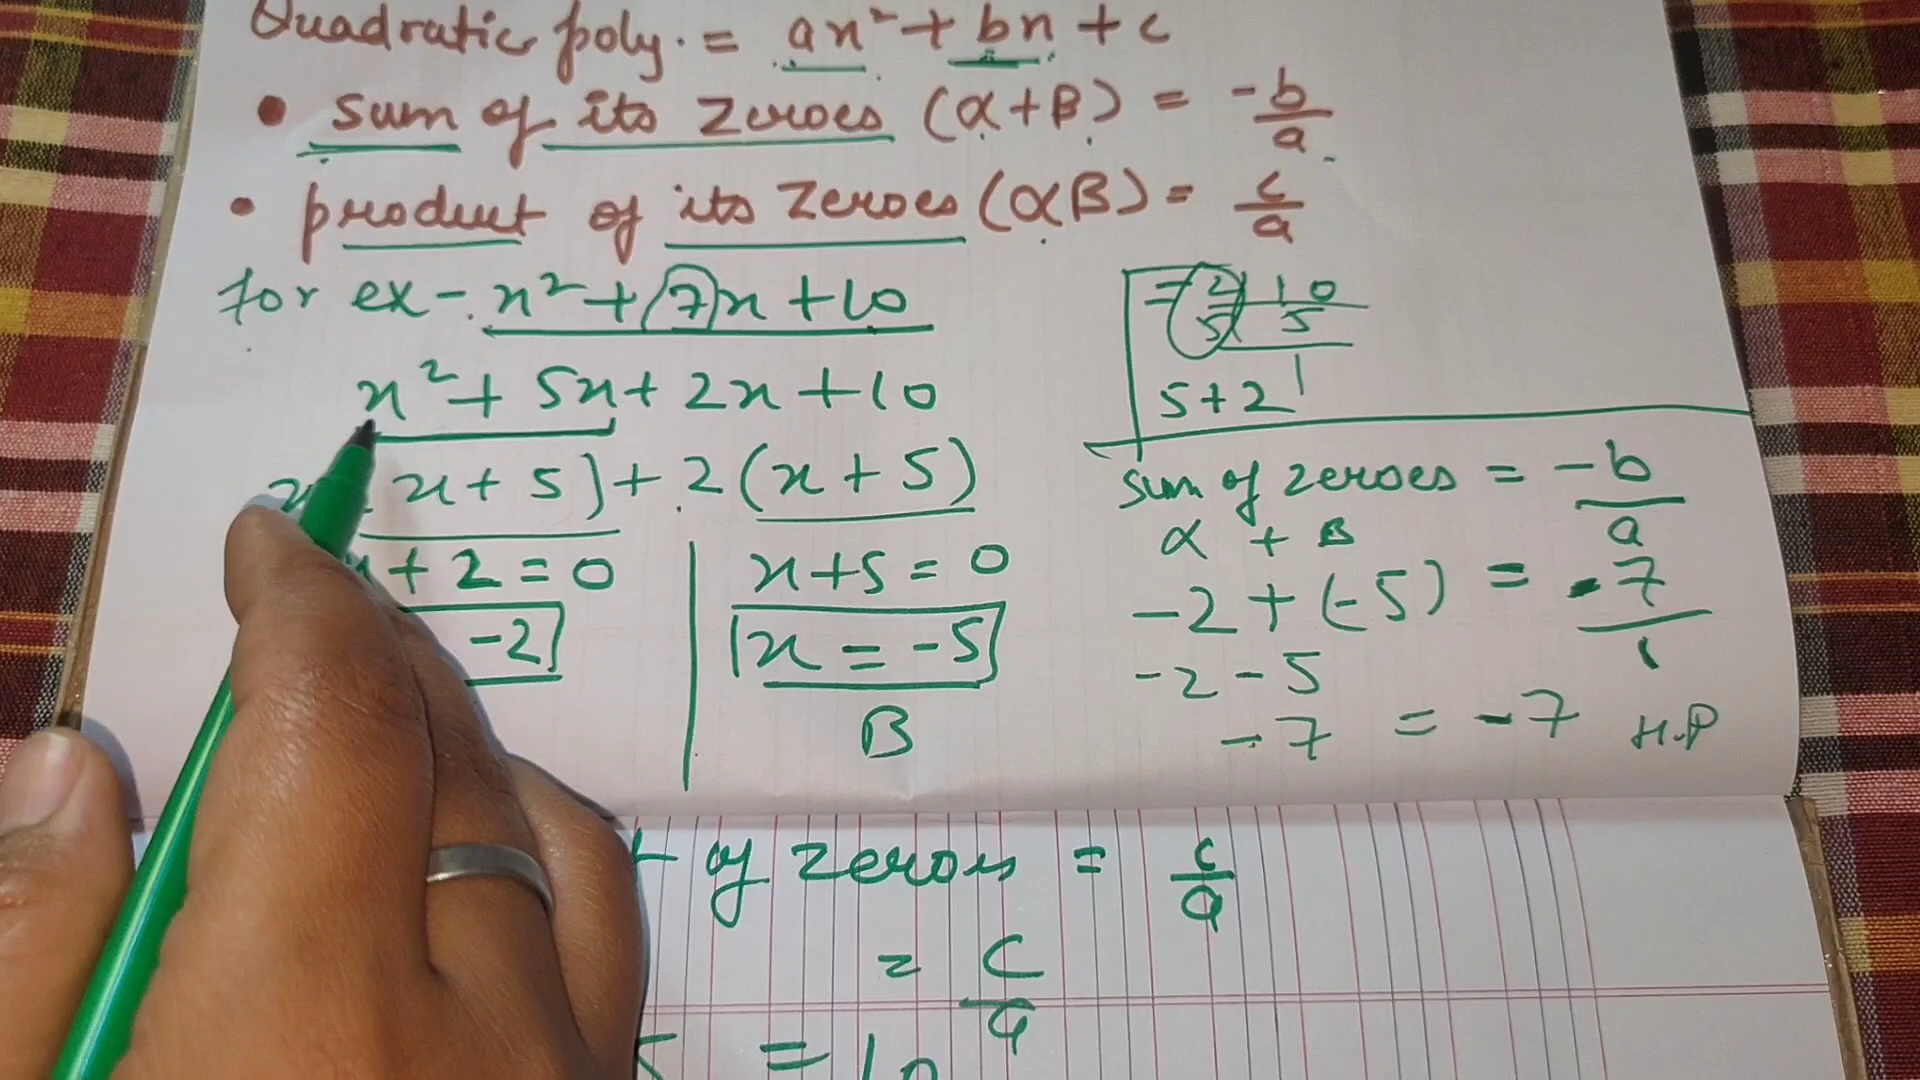 Quadratic poly. = ax² + bx + c
• sum of its zeroes (α+β) = -b/a
• product of its zeroes (αβ) = c/a
for ex - x² + 7x + 10
x² + 5x + 2x + 10
x + 5) + 2(x + 5)
+ 2 = 0
x + 5 = 0
-2
x = -5
β
2 | 10
5 | 5
1
5 + 2
sum of zeroes = -b/a
α + β
-2 + (-5) = -7/1
-2 - 5
-7 = -7 H.P
of zeroes = c/a
= c/a
= 10